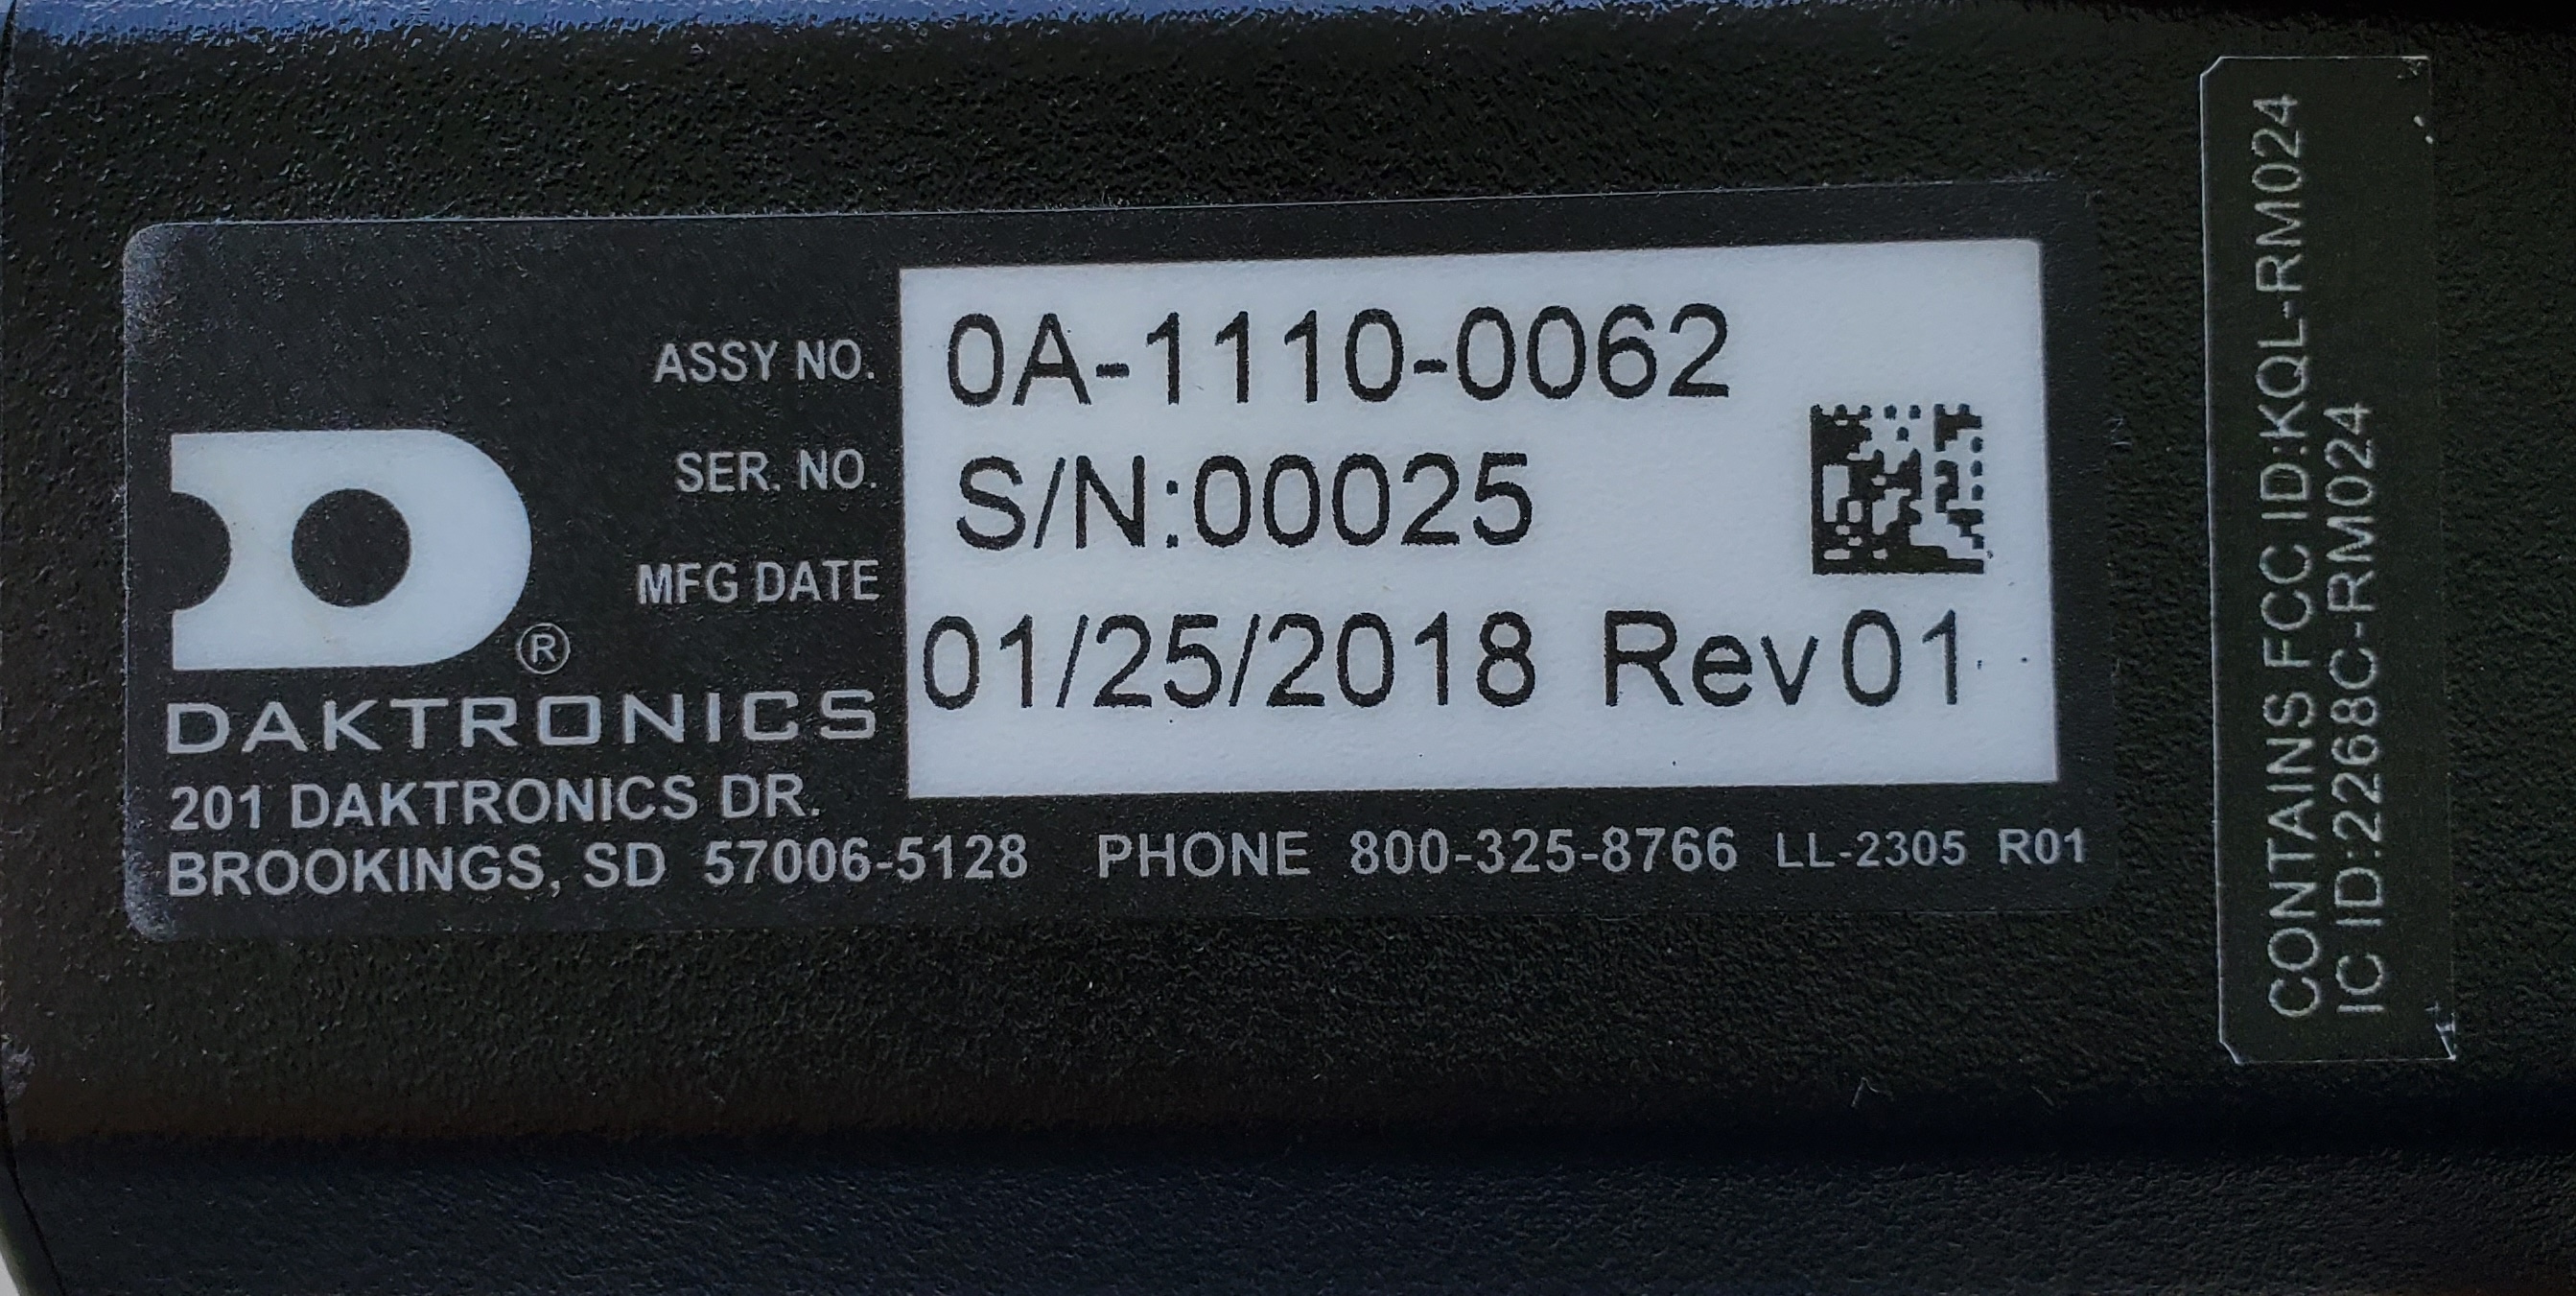 ASSY NO. 0A-1110-0062
SER. NO. S/N:00025
MFG DATE
01/25/2018 Rev01
®
DAKTRONICS
201 DAKTRONICS DR.
BROOKINGS, SD 57006-5128 PHONE 800-325-8766 LL-2305 R01
CONTAINS FCC ID:KQL-RM024
IC ID:2268C-RM024